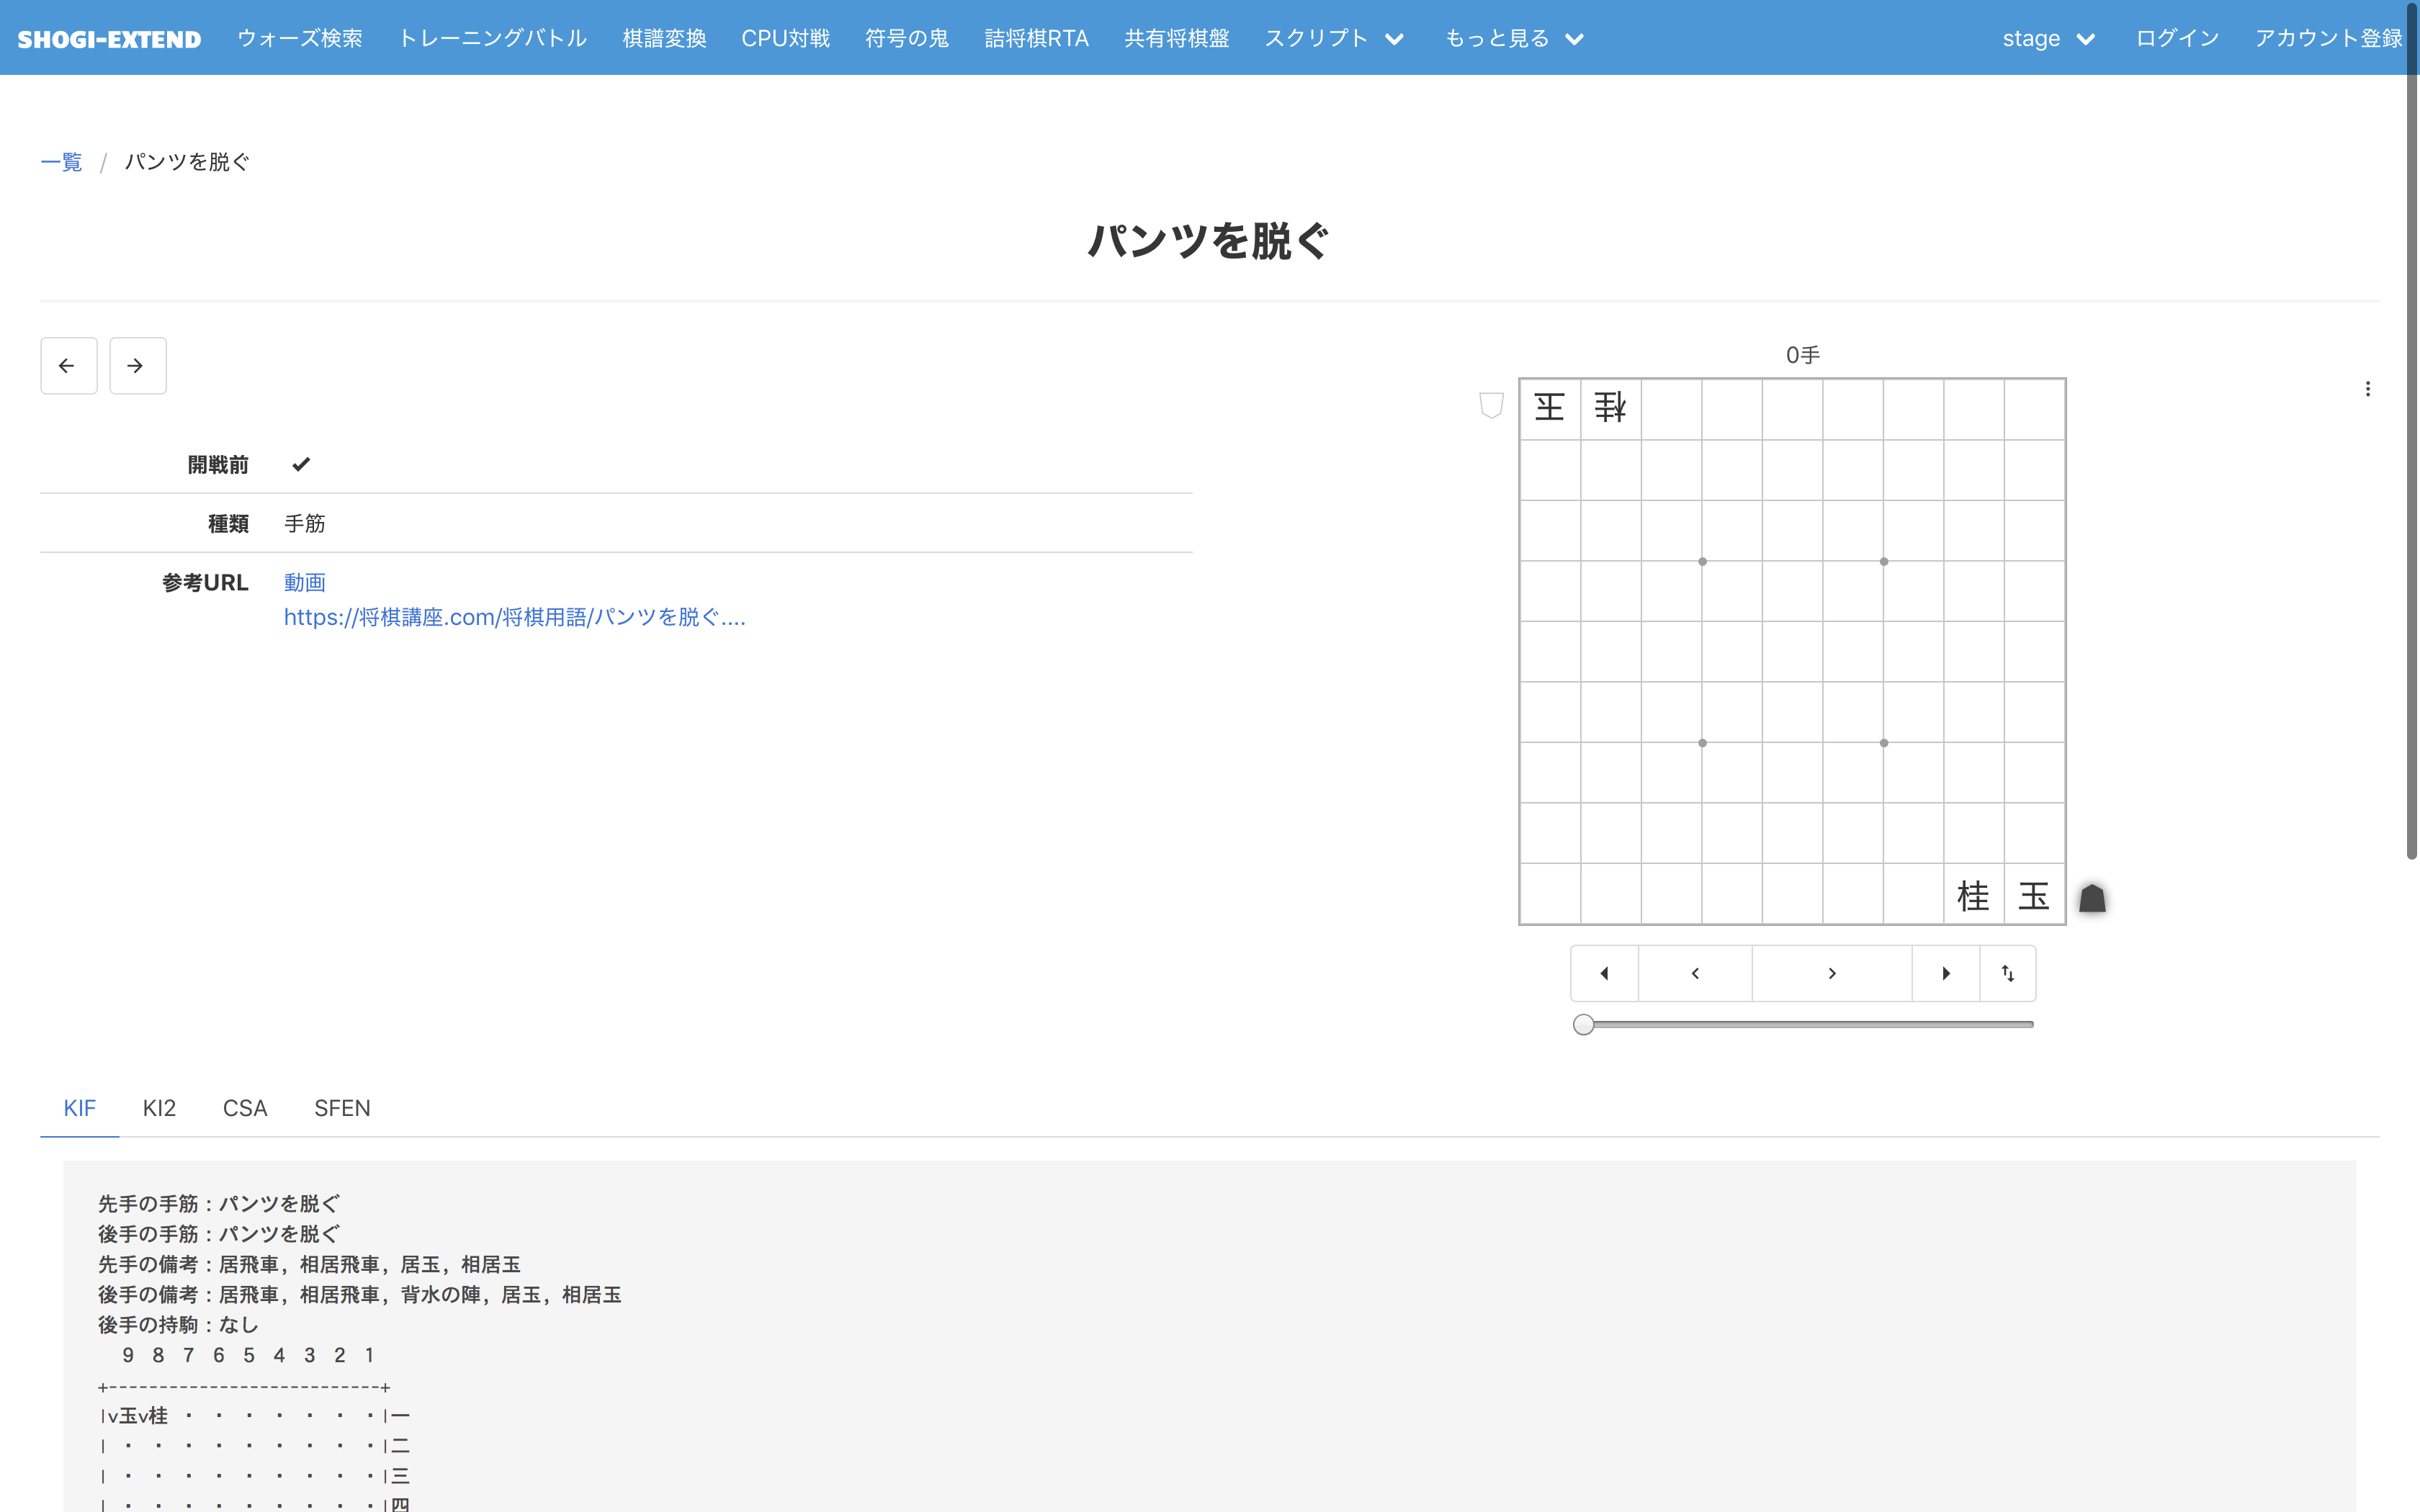 SHOGI-EXTEND ウォーズ検索 トレーニングバトル 棋譜変換 CPU対戦 符号の鬼 詰将棋RTA 共有将棋盤 スクリプト もっと見る stage ログイン アカウント登録
一覧 / パンツを脱ぐ
パンツを脱ぐ
開戦前
種類 手筋
参考URL 動画
https://将棋講座.com/将棋用語/パンツを脱ぐ....
0手
玉 桂
桂 玉
KIF KI2 CSA SFEN
先手の手筋：パンツを脱ぐ
後手の手筋：パンツを脱ぐ
先手の備考：居飛車, 相居飛車, 居玉, 相居玉
後手の備考：居飛車, 相居飛車, 背水の陣, 居玉, 相居玉
後手の持駒：なし
9 8 7 6 5 4 3 2 1
+---------------------------+
|v玉v桂 ・ ・ ・ ・ ・ ・ ・|一
| ・ ・ ・ ・ ・ ・ ・ ・ ・|二
| ・ ・ ・ ・ ・ ・ ・ ・ ・|三
| ・ ・ ・ ・ ・ ・ ・ ・ ・|四